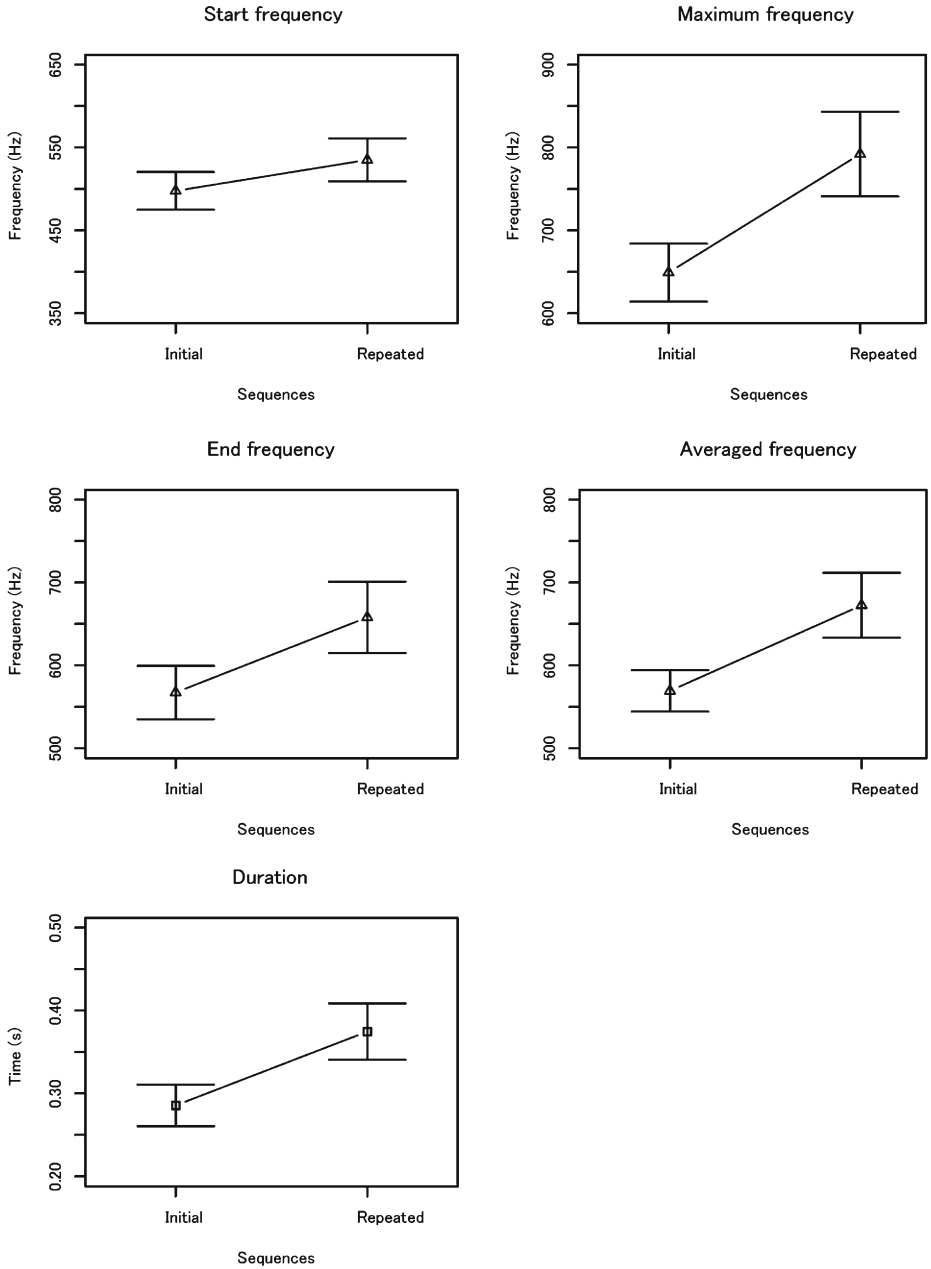 Start frequency
Frequency (Hz)
650
550
450
350
Initial
Repeated
Sequences
Maximum frequency
Frequency (Hz)
900
800
700
600
Initial
Repeated
Sequences
End frequency
Frequency (Hz)
800
700
600
500
Initial
Repeated
Sequences
Averaged frequency
Frequency (Hz)
800
700
600
500
Initial
Repeated
Sequences
Duration
Time (s)
0.50
0.40
0.30
0.20
Initial
Repeated
Sequences